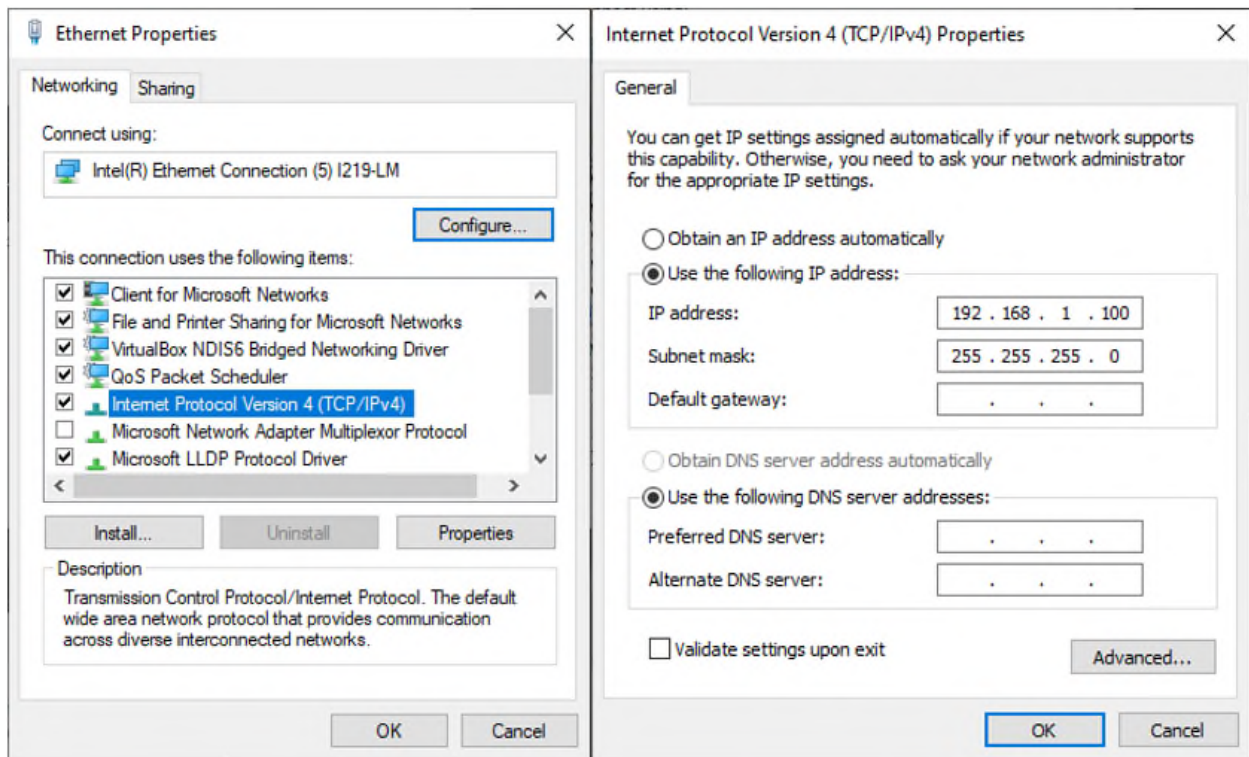 Ethernet Properties
Networking
Sharing
Connect using:
Intel(R) Ethernet Connection (5) I219-LM
Configure...
This connection uses the following items:
Client for Microsoft Networks
File and Printer Sharing for Microsoft Networks
VirtualBox NDIS6 Bridged Networking Driver
QoS Packet Scheduler
Internet Protocol Version 4 (TCP/IPv4)
Microsoft Network Adapter Multiplexor Protocol
Microsoft LLDP Protocol Driver
Install...
Uninstall
Properties
Description
Transmission Control Protocol/Internet Protocol. The default
wide area network protocol that provides communication
across diverse interconnected networks.
OK
Cancel
Internet Protocol Version 4 (TCP/IPv4) Properties
General
You can get IP settings assigned automatically if your network supports
this capability. Otherwise, you need to ask your network administrator
for the appropriate IP settings.
Obtain an IP address automatically
Use the following IP address:
IP address: 192 . 168 . 1 . 100
Subnet mask: 255 . 255 . 255 . 0
Default gateway: . . .
Obtain DNS server address automatically
Use the following DNS server addresses:
Preferred DNS server: . . .
Alternate DNS server: . . .
Validate settings upon exit
Advanced...
OK
Cancel